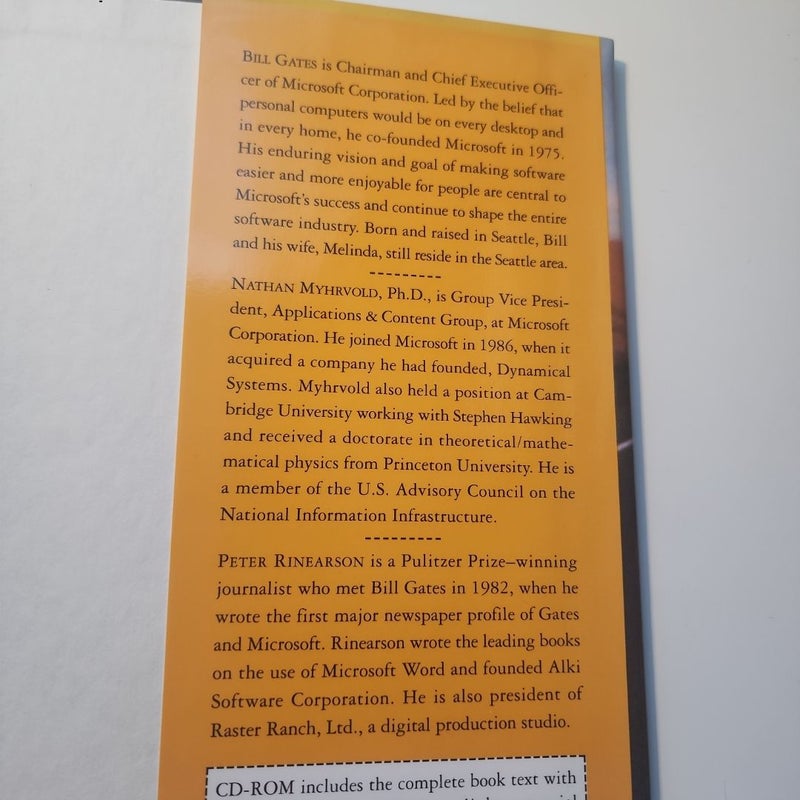 BILL GATES is Chairman and Chief Executive Offi-
cer of Microsoft Corporation. Led by the belief that
personal computers would be on every desktop and
in every home, he co-founded Microsoft in 1975.
His enduring vision and goal of making software
easier and more enjoyable for people are central to
Microsoft's success and continue to shape the entire
software industry. Born and raised in Seattle, Bill
and his wife, Melinda, still reside in the Seattle area.
NATHAN MYHRVOLD, Ph.D., is Group Vice Presi-
dent, Applications & Content Group, at Microsoft
Corporation. He joined Microsoft in 1986, when it
acquired a company he had founded, Dynamical
Systems. Myhrvold also held a position at Cam-
bridge University working with Stephen Hawking
and received a doctorate in theoretical/mathe-
matical physics from Princeton University. He is
a member of the U.S. Advisory Council on the
National Information Infrastructure.
PETER RINEARSON is a Pulitzer Prize–winning
journalist who met Bill Gates in 1982, when he
wrote the first major newspaper profile of Gates
and Microsoft. Rinearson wrote the leading books
on the use of Microsoft Word and founded Alki
Software Corporation. He is also president of
Raster Ranch, Ltd., a digital production studio.
CD-ROM includes the complete book text with